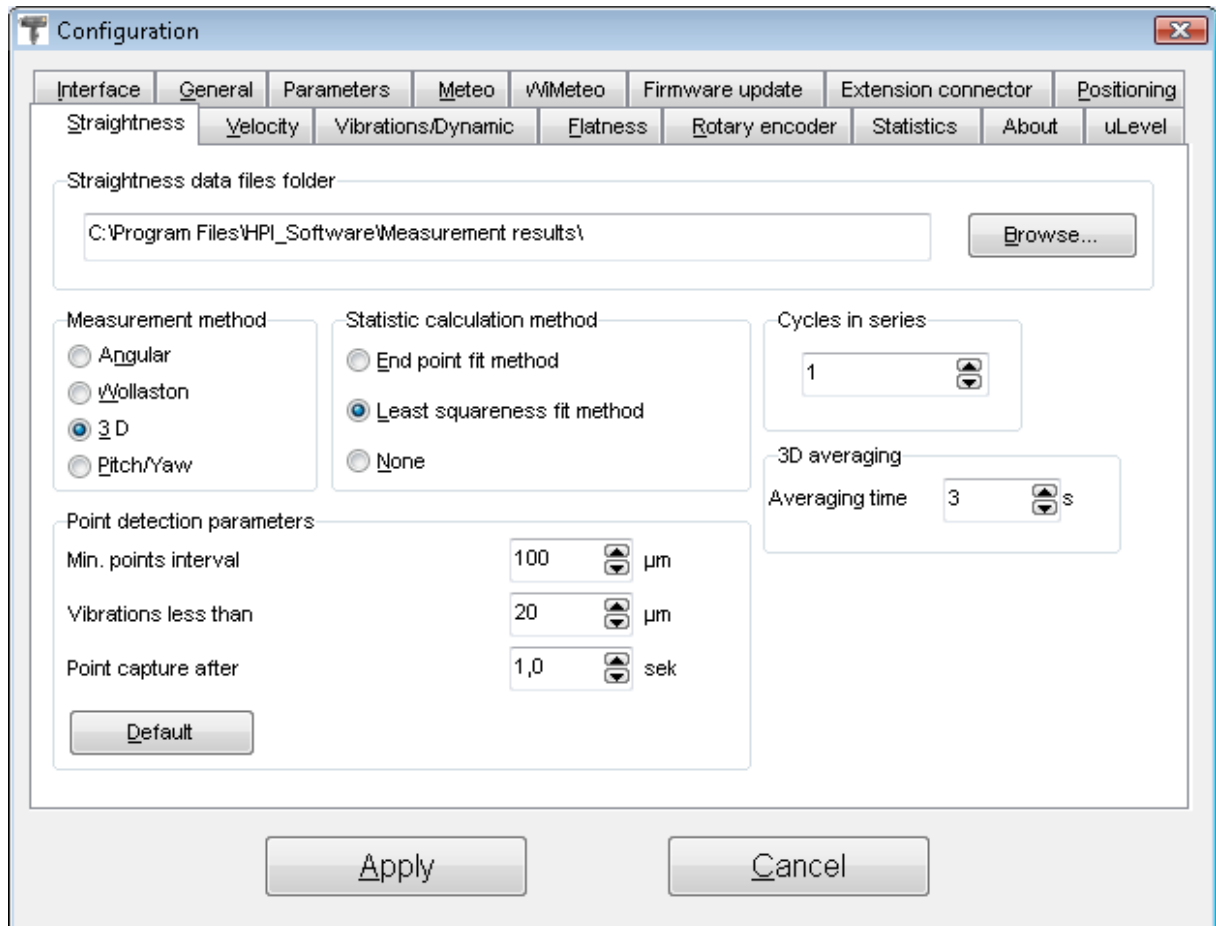 Configuration
Interface General Parameters Meteo WiMeteo Firmware update Extension connector Positioning
Straightness Velocity Vibrations/Dynamic Flatness Rotary encoder Statistics About uLevel
Straightness data files folder
C:\Program Files\HPI_Software\Measurement results\ Browse...
Measurement method
Angular
Wollaston
3 D
Pitch/Yaw
Statistic calculation method
End point fit method
Least squareness fit method
None
Cycles in series
1
3D averaging
Averaging time 3 s
Point detection parameters
Min. points interval 100 µm
Vibrations less than 20 µm
Point capture after 1,0 sek
Default
Apply Cancel